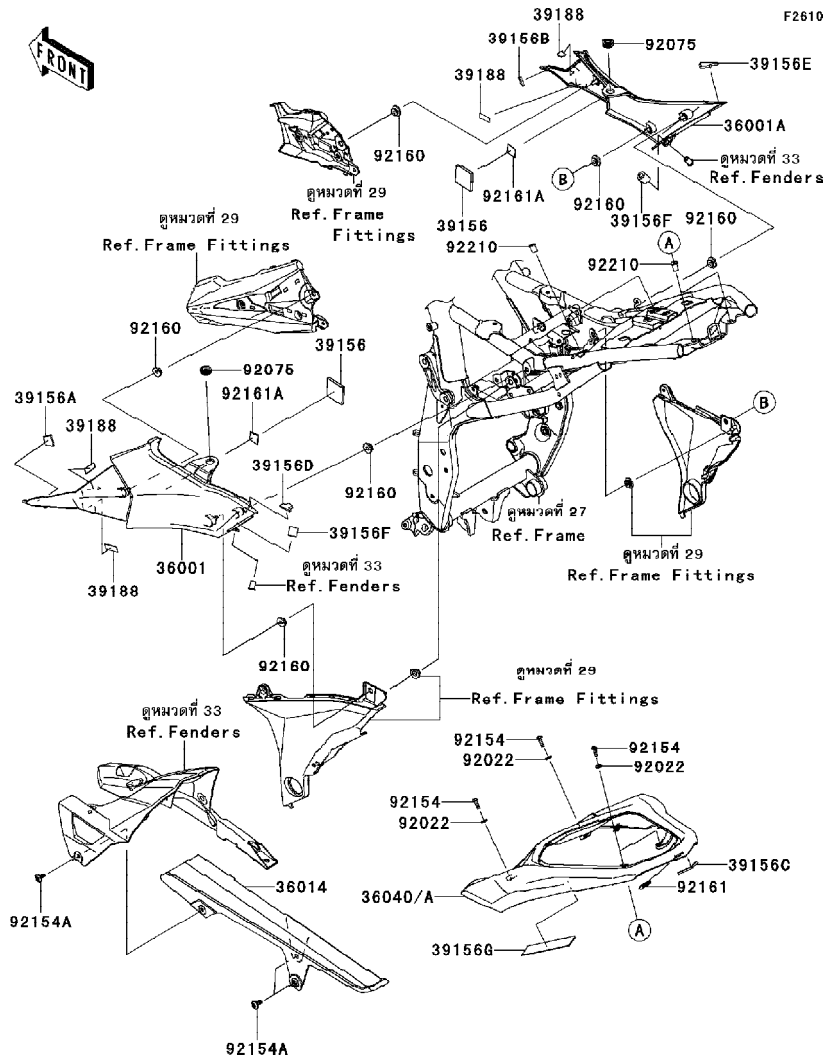 F2610
FRONT
39188
39156B
92075
39188
39156E
36001A
ดูหมวดที่ 33
Ref.Fenders
92160
ดูหมวดที่ 29
Ref.Frame
Fittings
39156
92161A
B
92160
39156F
92160
A
92210
92210
ดูหมวดที่ 29
Ref.Frame Fittings
92160
92075
39156
92161A
39156A
39188
39156D
92160
39156F
36001
39188
ดูหมวดที่ 33
Ref.Fenders
ดูหมวดที่ 27
Ref.Frame
B
ดูหมวดที่ 29
Ref.Frame Fittings
92160
ดูหมวดที่ 29
Ref.Frame Fittings
ดูหมวดที่ 33
Ref.Fenders
92154
92022
92154
92022
92154
92022
36014
92154A
36040/A
39156C
92161
A
39156G
92154A